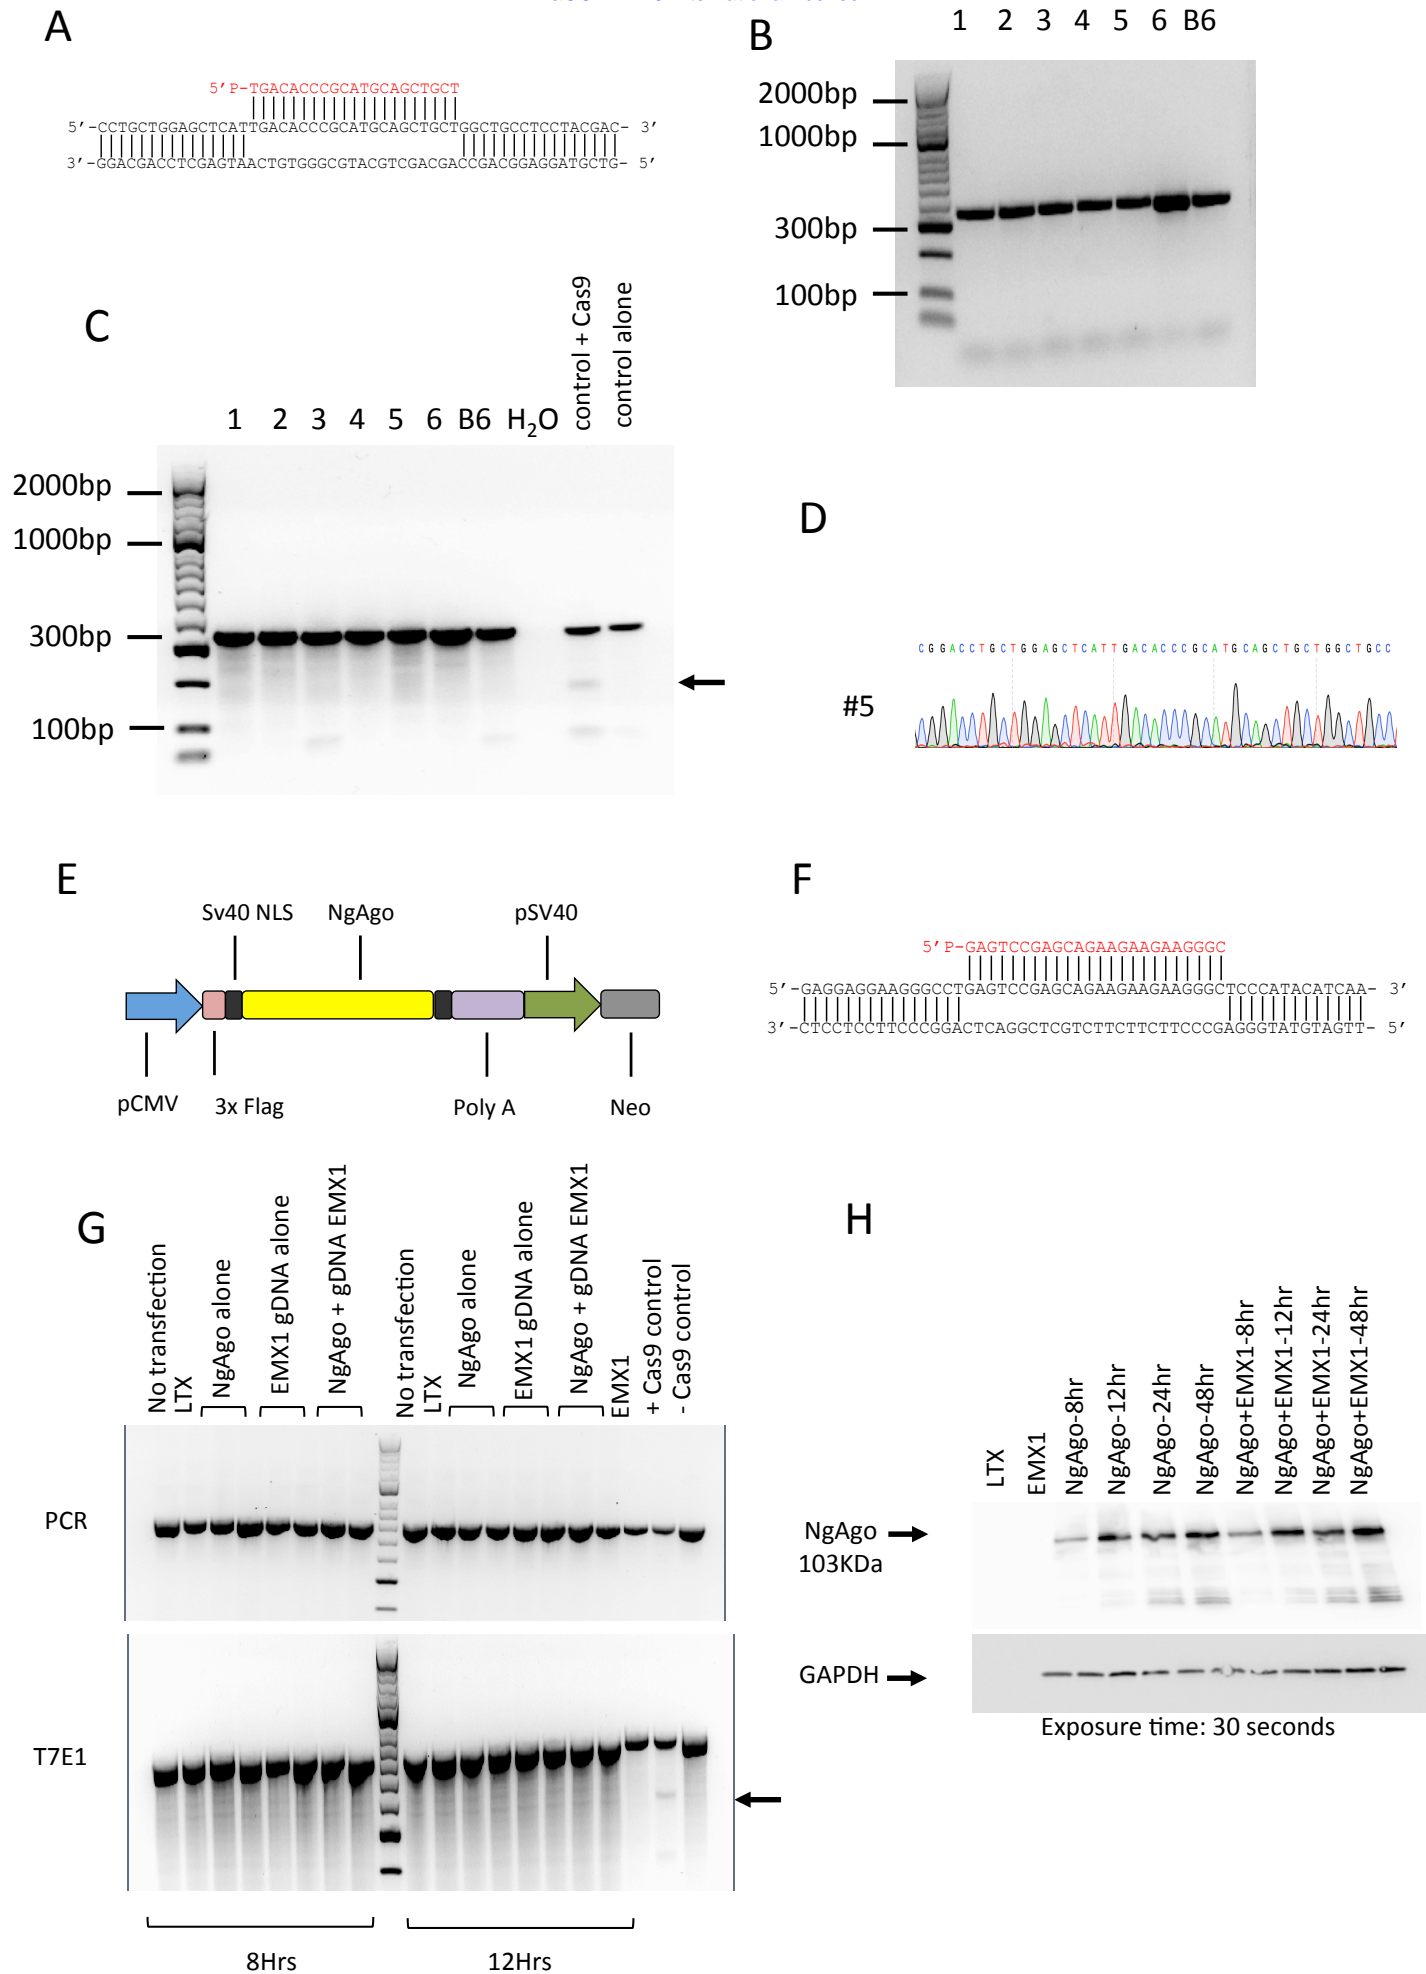 A
5′P-TGACACCCGCATGCAGCTGCT
5′-CCTGCTGGAGCTCATTGACACCCGCATGCAGCTGCTGGCTGCCTCCTACGAC- 3′
3′-GGACGACCTCGAGTAACTGTGGGCGTACGTCGACGACCGACGGAGGATGCTG- 5′
B
1 2 3 4 5 6 B6
2000bp
1000bp
300bp
100bp
C
1 2 3 4 5 6 B6 H2O control + Cas9 control alone
2000bp
1000bp
300bp
100bp
D
CGGACCTGCTGGAGCTCATTGACACCCGCATGCAGCTGCTGGCTGCC
#5
E
Sv40 NLS NgAgo pSV40
pCMV 3x Flag Poly A Neo
F
5′P-GAGTCCGAGCAGAAGAAGAAGGGC
5′-GAGGAGGAAGGGCCTGAGTCCGAGCAGAAGAAGAAGGGCTCCCATACATCAA- 3′
3′-CTCCTCCTTCCCGGACTCAGGCTCGTCTTCTTCTTCCCGAGGGTATGTAGTT- 5′
G
No transfection
LTX
NgAgo alone
EMX1 gDNA alone
NgAgo + gDNA EMX1
No transfection
LTX
NgAgo alone
EMX1 gDNA alone
NgAgo + gDNA EMX1
EMX1
+ Cas9 control
- Cas9 control
PCR
T7E1
8Hrs 12Hrs
H
LTX
EMX1
NgAgo-8hr
NgAgo-12hr
NgAgo-24hr
NgAgo-48hr
NgAgo+EMX1-8hr
NgAgo+EMX1-12hr
NgAgo+EMX1-24hr
NgAgo+EMX1-48hr
NgAgo
103KDa
GAPDH
Exposure time: 30 seconds